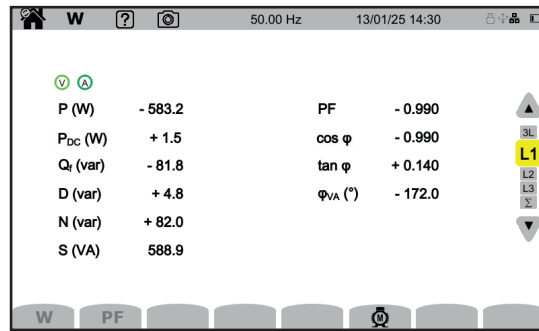 W ? 50.00 Hz 13/01/25 14:30
V A
P (W) - 583.2 PF - 0.990
PDC (W) + 1.5 cos φ - 0.990
Qf (var) - 81.8 tan φ + 0.140
D (var) + 4.8 φVA (°) - 172.0
N (var) + 82.0
S (VA) 588.9
3L
L1
L2
L3
Σ
W PF M